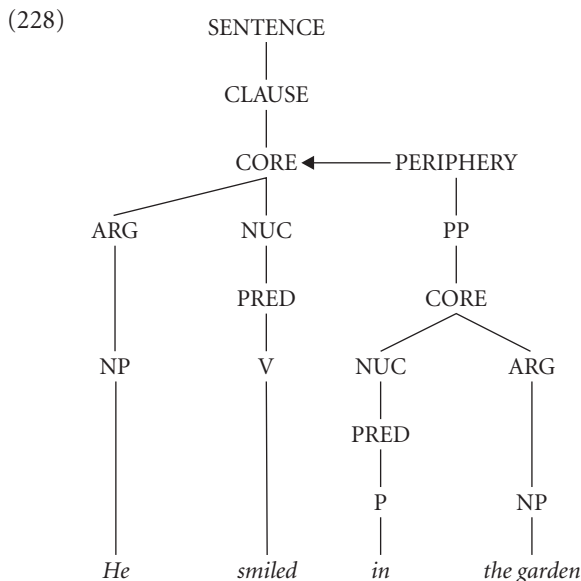 (228)
SENTENCE
CLAUSE
CORE PERIPHERY
ARG NUC PP
PRED CORE
NP V NUC ARG
PRED
P NP
He smiled in the garden